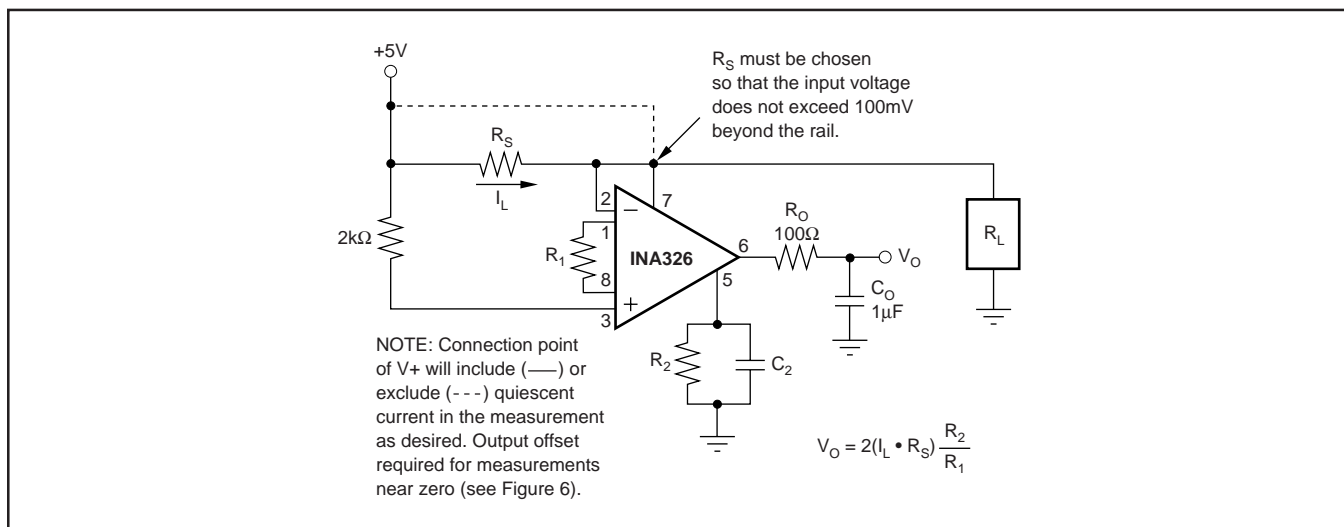 +5V
R_S must be chosen
so that the input voltage
does not exceed 100mV
beyond the rail.
R_S
I_L
2kΩ
2
7
−
1
R_1
INA326
8
+
3
6
5
R_O
100Ω
V_O
R_L
C_O
1µF
R_2
C_2
NOTE: Connection point
of V+ will include (——) or
exclude (- - -) quiescent
current in the measurement
as desired. Output offset
required for measurements
near zero (see Figure 6).
V_O = 2(I_L • R_S) R_2/R_1